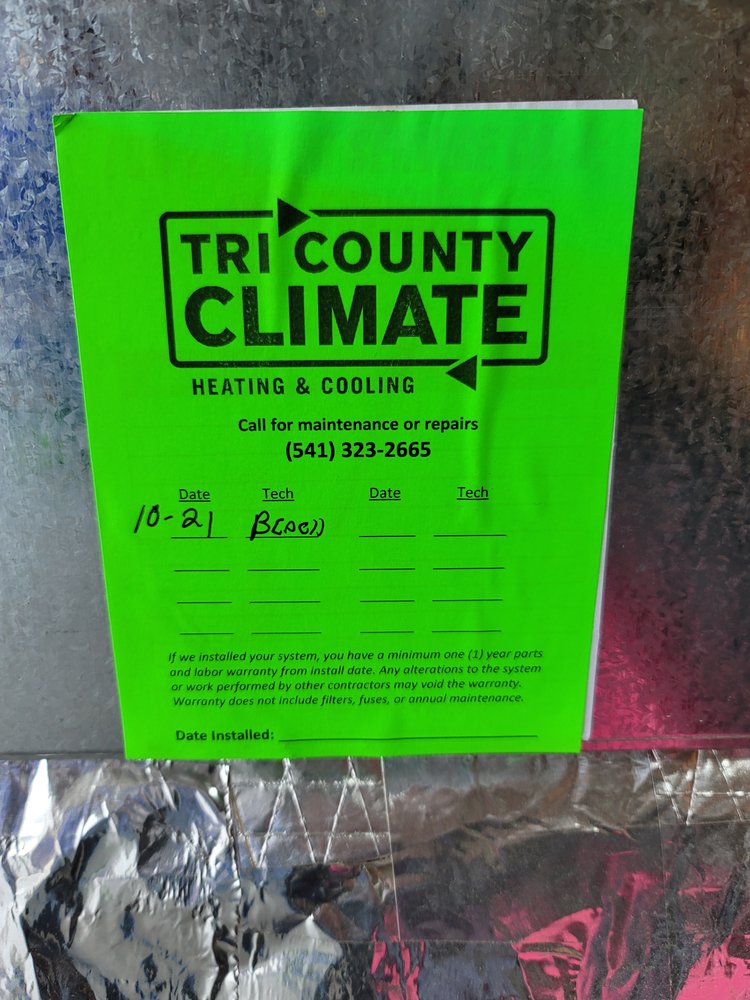 TRI COUNTY
CLIMATE
HEATING & COOLING
Call for maintenance or repairs
(541) 323-2665
Date Tech Date Tech
10-21
If we installed your system, you have a minimum one (1) year parts
and labor warranty from install date. Any alterations to the system
or work performed by other contractors may void the warranty.
Warranty does not include filters, fuses, or annual maintenance.
Date Installed: